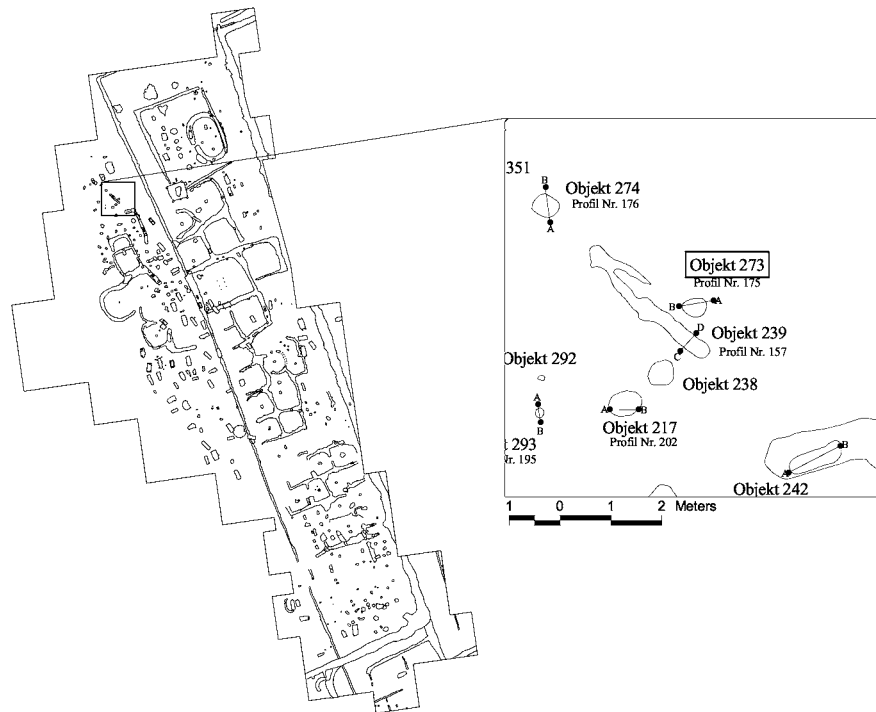 351
B
Objekt 274
Profil Nr. 176
A
Objekt 273
Profil Nr. 175
B A
D
Objekt 239
Profil Nr. 157
C
Objekt 292
Objekt 238
A
A B
B
Objekt 217
Profil Nr. 202
t 293
Nr. 195
B
A
Objekt 242
1 0 1 2 Meters